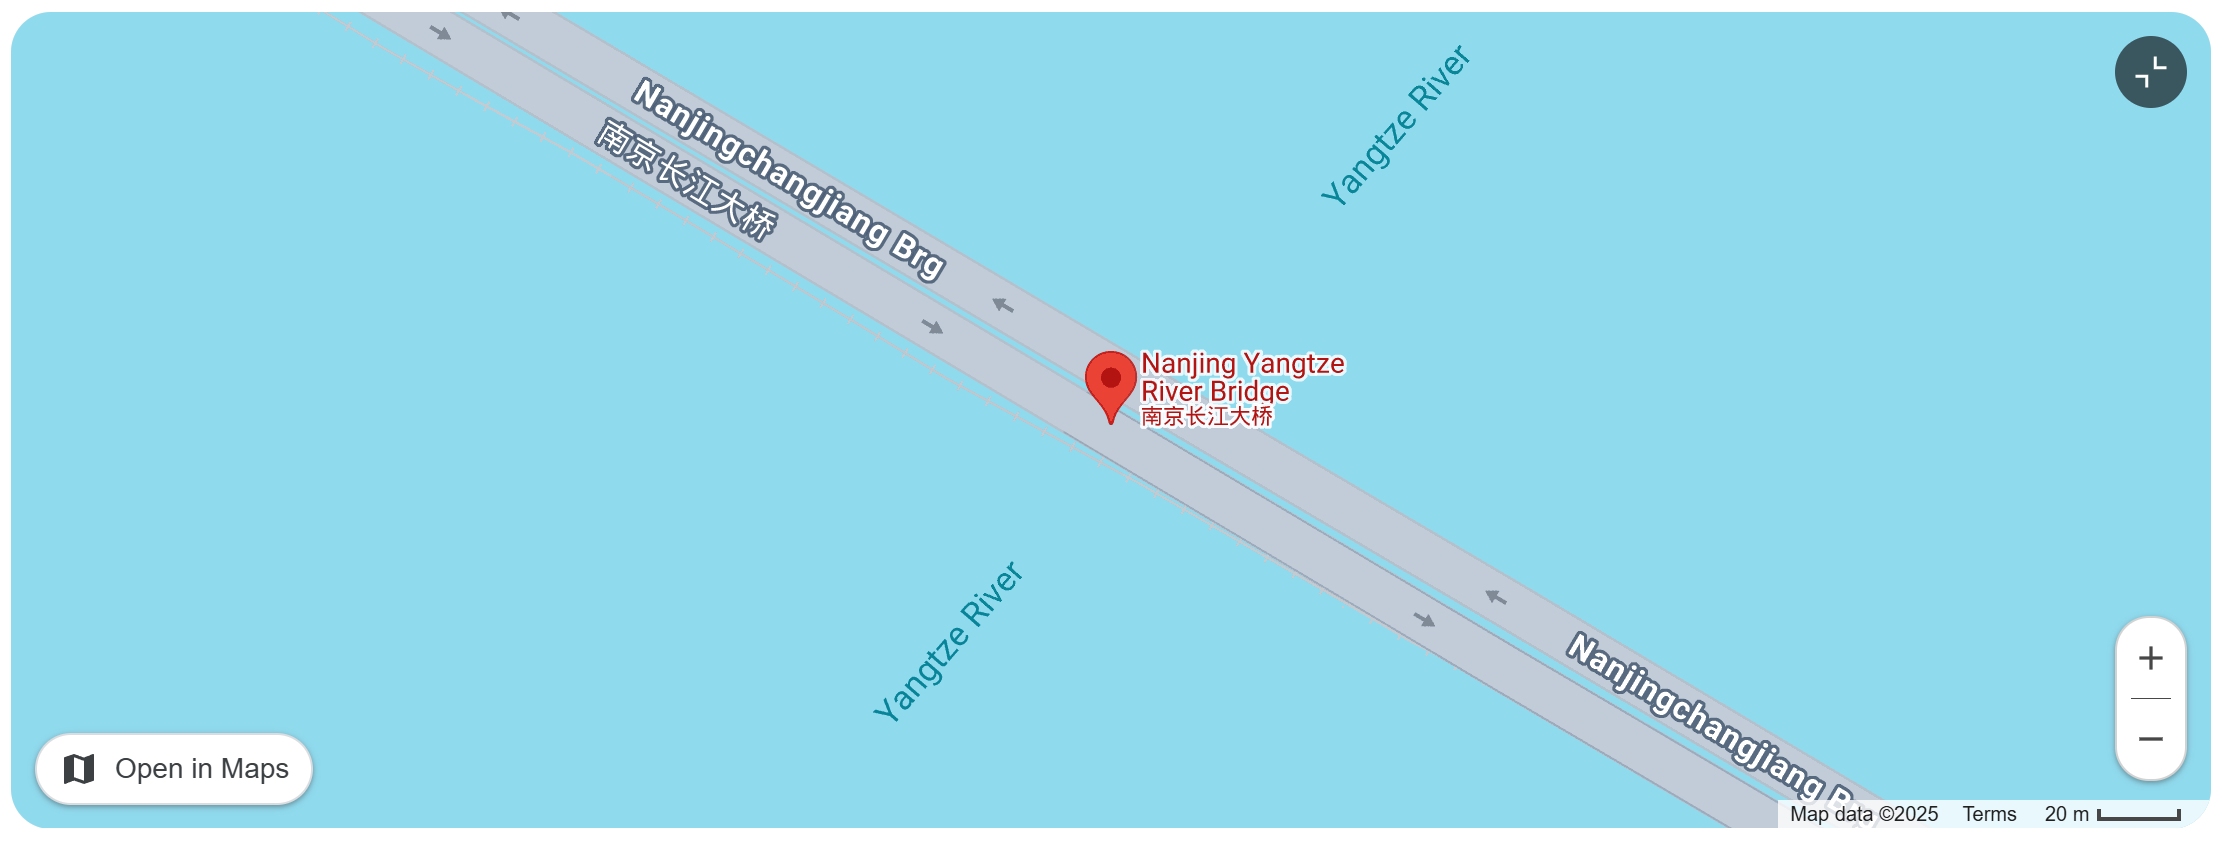 Nanjingchangjiang Brg
南京长江大桥
Yangtze River
Nanjing Yangtze
River Bridge
南京长江大桥
Yangtze River
Nanjingchangjiang
Open in Maps
Map data ©2025
Terms
20 m